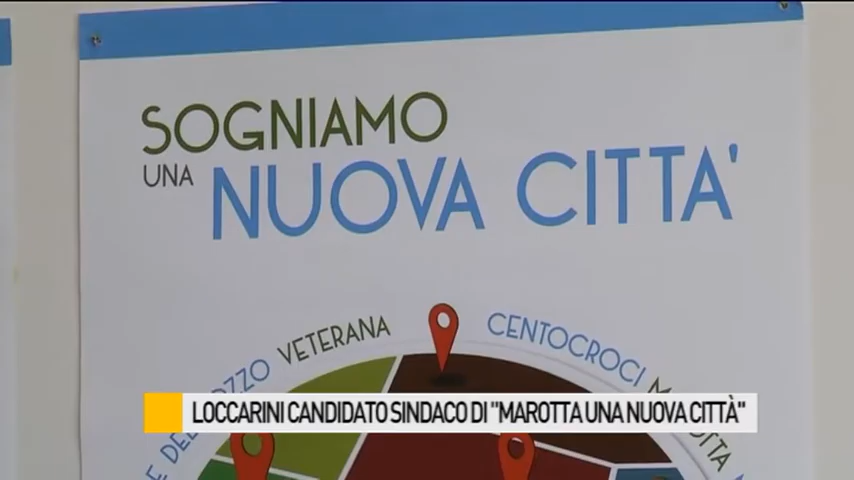 SOGNIAMO
UNA NUOVA CITTA'
VETERANA
CENTOCROCI
LOCCARINI CANDIDATO SINDACO DI "MAROTTA UNA NUOVA CITTÀ"